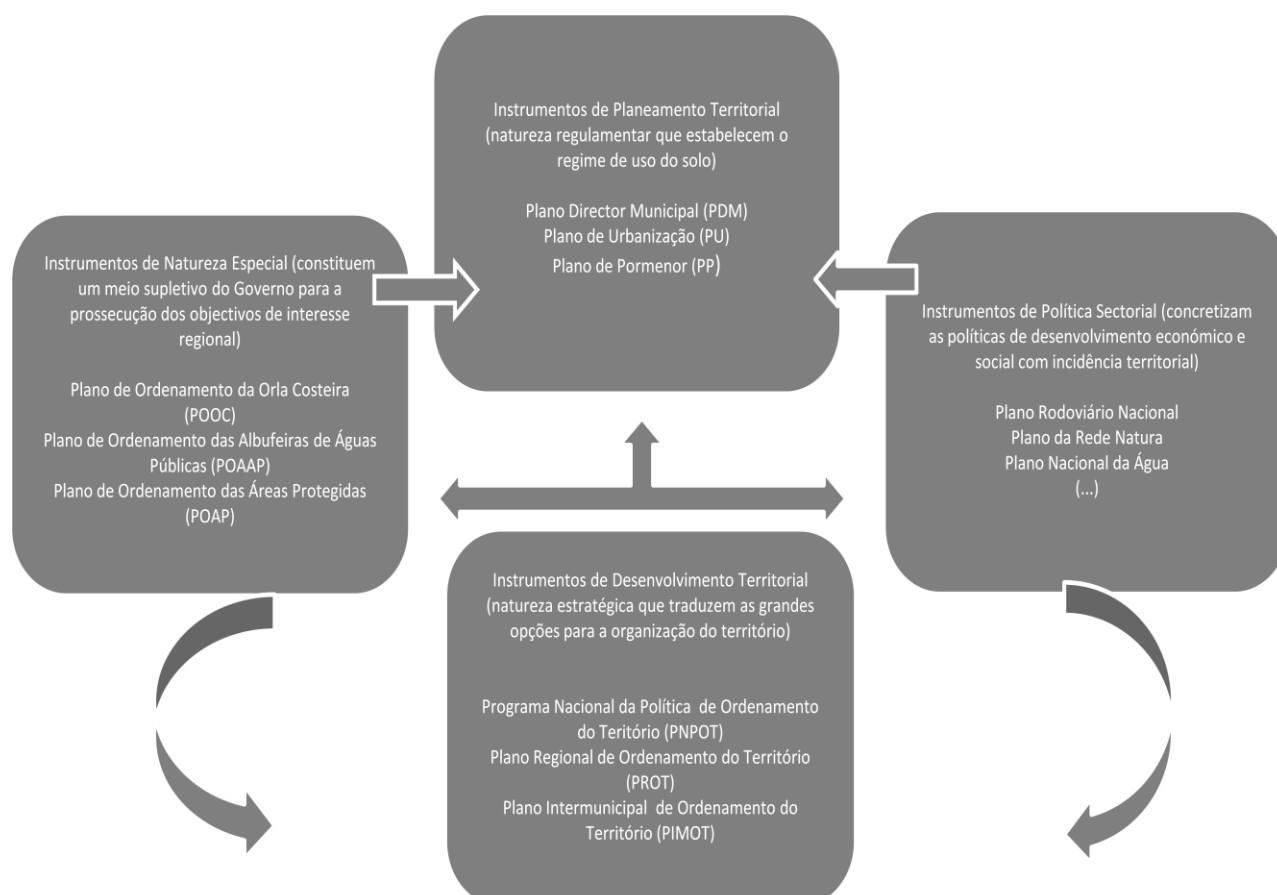 Instrumentos de Planeamento Territorial
(natureza regulamentar que estabelecem o
regime de uso do solo)
Plano Director Municipal (PDM)
Plano de Urbanização (PU)
Plano de Pormenor (PP)
Instrumentos de Natureza Especial (constituem
um meio supletivo do Governo para a
prossecução dos objectivos de interesse
regional)
Plano de Ordenamento da Orla Costeira
(POOC)
Plano de Ordenamento das Albufeiras de Águas
Públicas (POAAP)
Plano de Ordenamento das Áreas Protegidas
(POAP)
Instrumentos de Política Sectorial (concretizam
as políticas de desenvolvimento económico e
social com incidência territorial)
Plano Rodoviário Nacional
Plano da Rede Natura
Plano Nacional da Água
(...)
Instrumentos de Desenvolvimento Territorial
(natureza estratégica que traduzem as grandes
opções para a organização do território)
Programa Nacional da Política de Ordenamento
do Teritório (PNPOT)
Plano Regional de Ordenamento do Território
(PROT)
Plano Intermunicipal de Ordenamento do
Território (PIMOT)